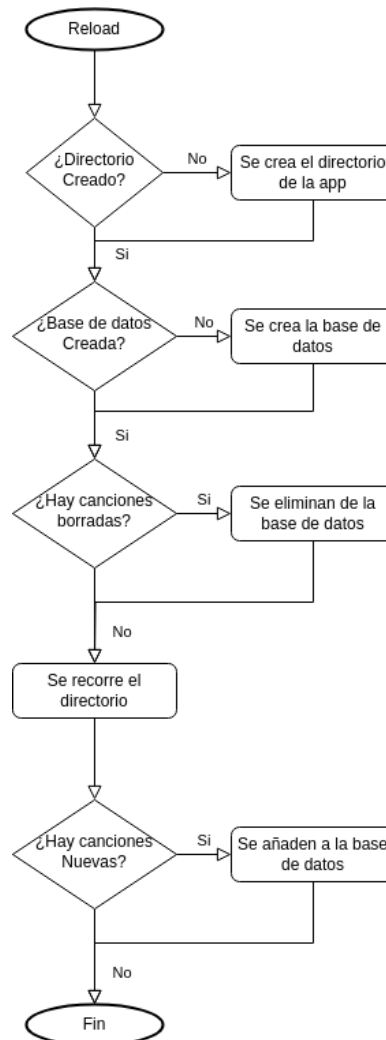 Reload
¿Directorio
Creado?
No
Se crea el directorio
de la app
Si
¿Base de datos
Creada?
No
Se crea la base de
datos
Si
¿Hay canciones
borradas?
Si
Se eliminan de la
base de datos
No
Se recorre el
directorio
¿Hay canciones
Nuevas?
Si
Se añaden a la base
de datos
No
Fin